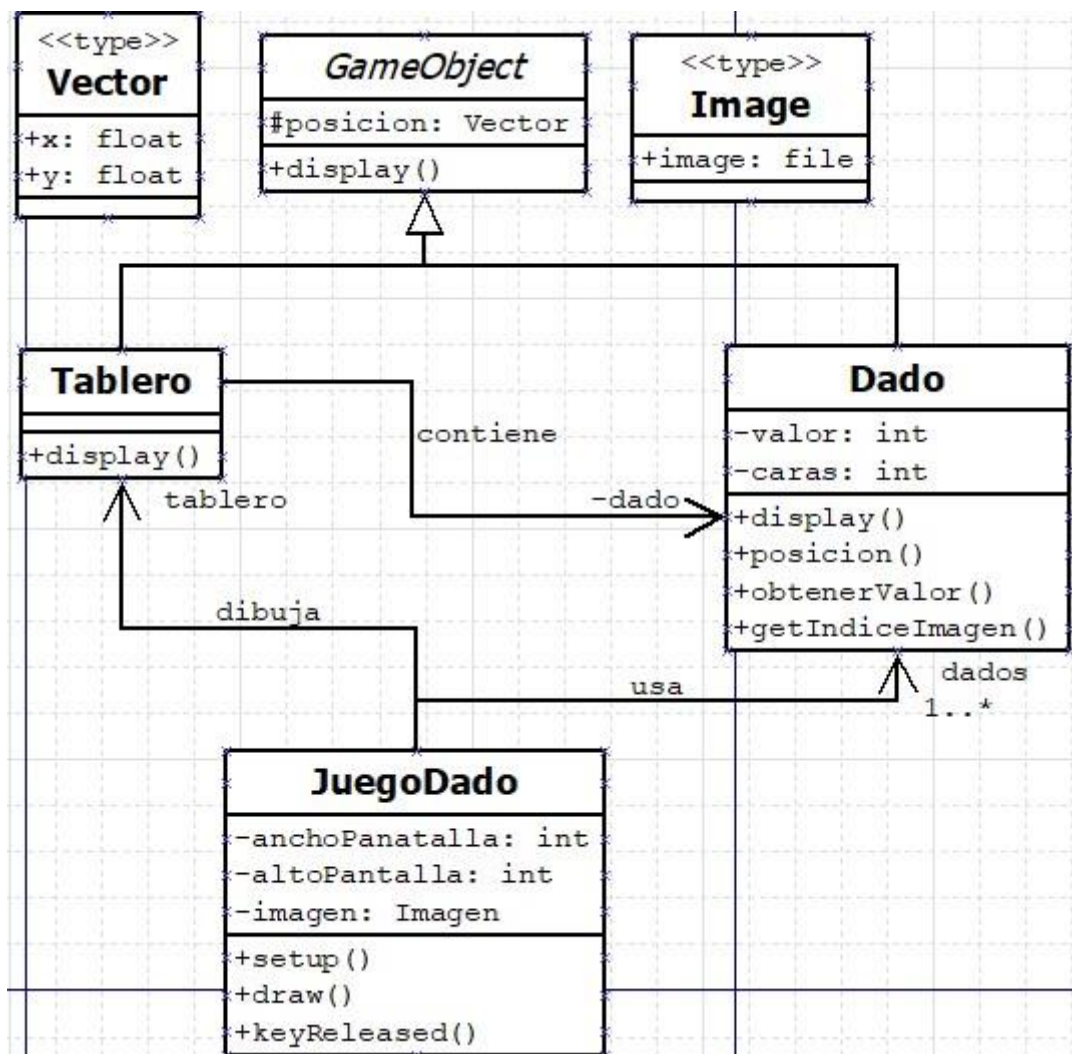 <<type>>
Vector
+x: float
+y: float
GameObject
#posicion: Vector
+display()
<<type>>
Image
+image: file
Tablero
+display()
contiene
-dado
tablero
Dado
-valor: int
-caras: int
+display()
+posicion()
+obtenerValor()
+getIndiceImagen()
dibuja
usa
dados
1..*
JuegoDado
-anchoPanatalla: int
-altoPantalla: int
-imagen: Imagen
+setup()
+draw()
+keyReleased()